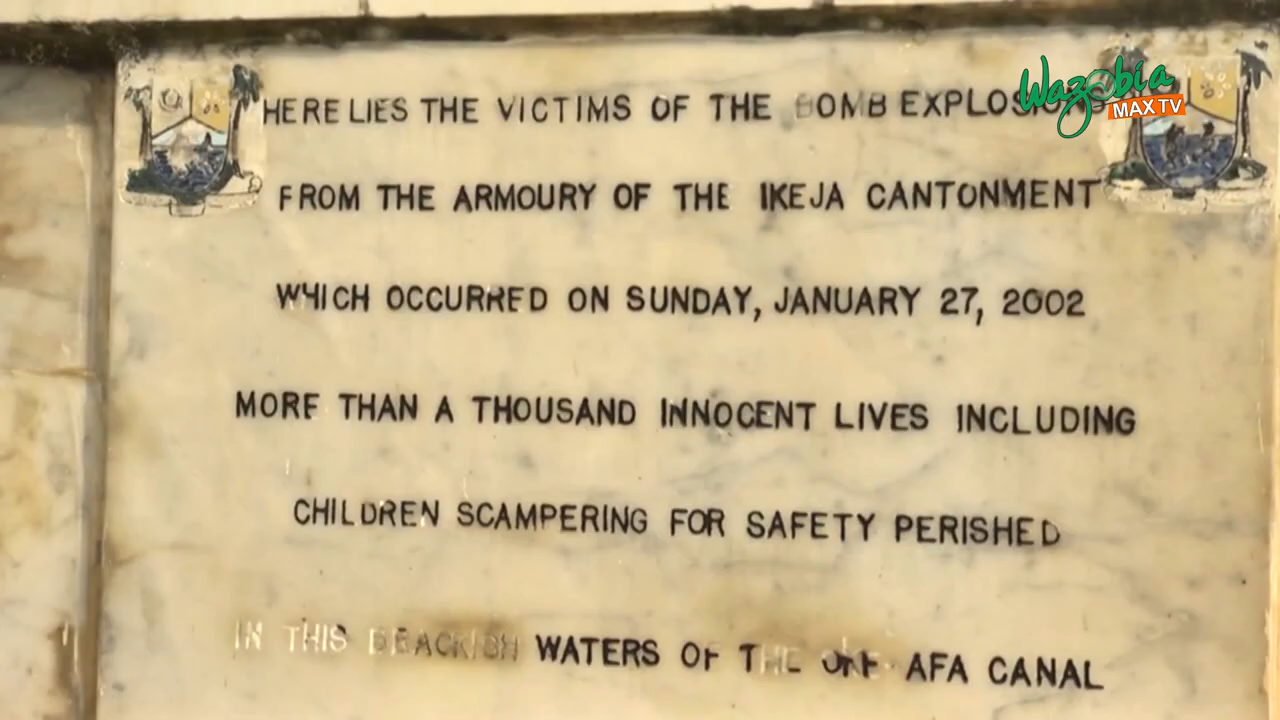 Wazobia
MAX TV
HERE LIES THE VICTIMS OF THE BOMB EXPLOSIONS
FROM THE ARMOURY OF THE IKEJA CANTONMENT
WHICH OCCURRED ON SUNDAY, JANUARY 27, 2002
MORE THAN A THOUSAND INNOCENT LIVES INCLUDING
CHILDREN SCAMPERING FOR SAFETY PERISHED
IN THIS BRACKISH WATERS OF THE OKE-AFA CANAL